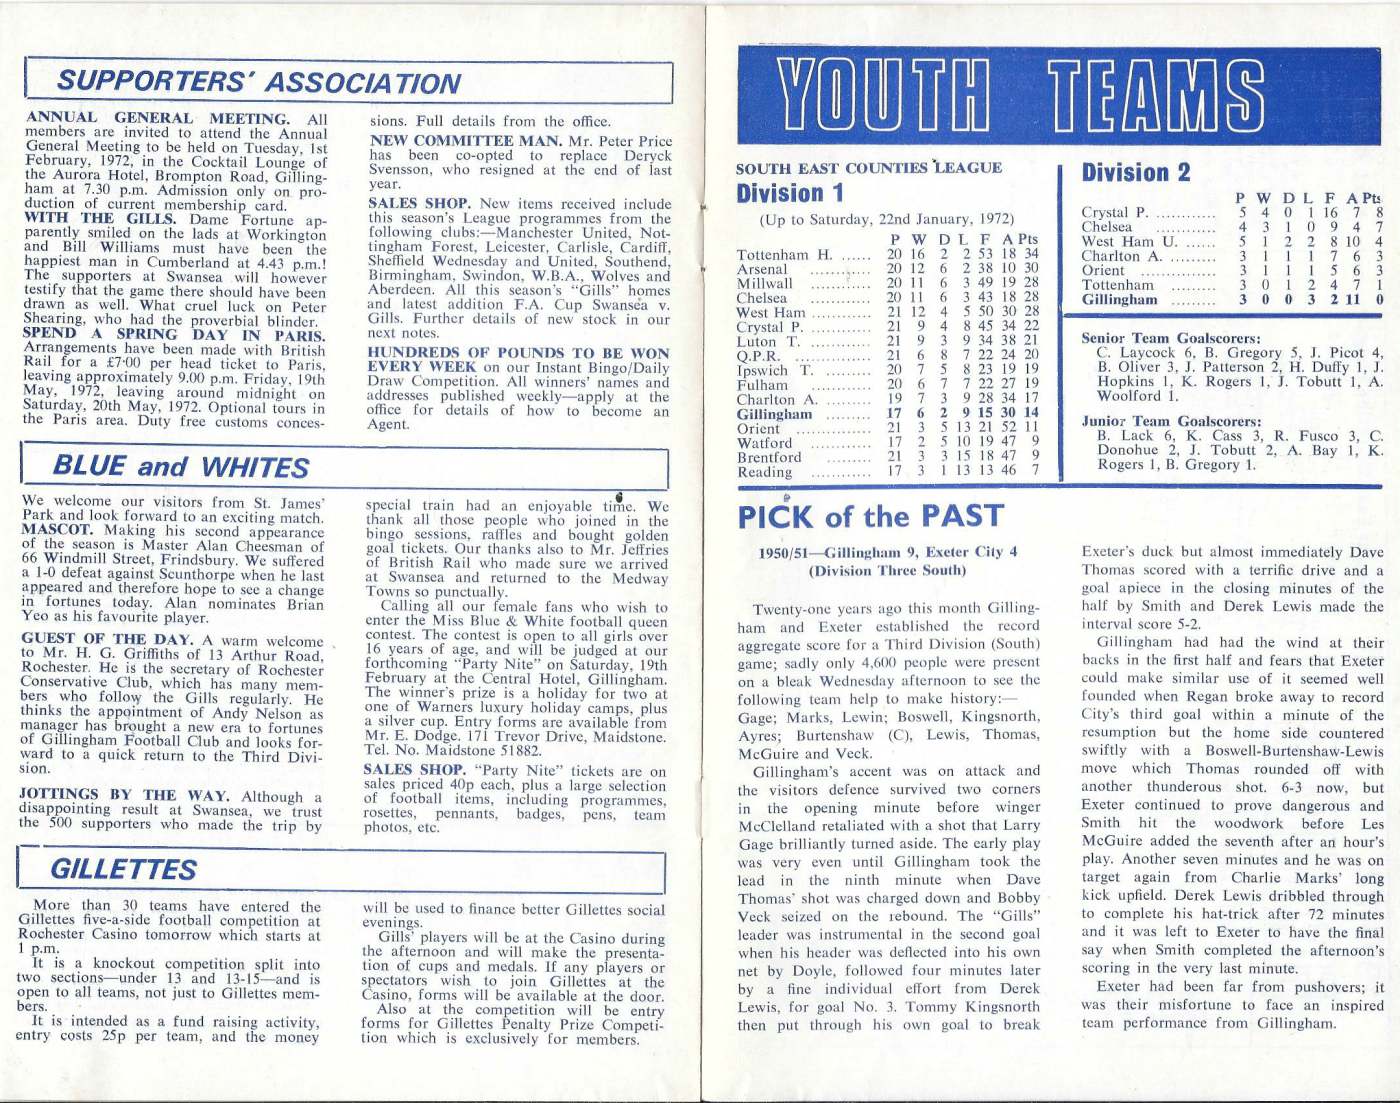 SUPPORTERS' ASSOCIATION
ANNUAL GENERAL MEETING. All
members are invited to attend the Annual
General Meeting to be held on Tuesday, 1st
February, 1972, in the Cocktail Lounge of
the Aurora Hotel, Brompton Road, Gilling-
ham at 7.30 p.m. Admission only on pro-
duction of current membership card.
WITH THE GILLS. Dame Fortune ap-
parently smiled on the lads at Workington
and Bill Williams must have been the
happiest man in Cumberland at 4.43 p.m.!
The supporters at Swansea will however
testify that the game there should have been
drawn as well. What cruel luck on Peter
Shearing, who had the proverbial blinder.
SPEND A SPRING DAY IN PARIS.
Arrangements have been made with British
Rail for a £7·00 per head ticket to Paris,
leaving approximately 9.00 p.m. Friday, 19th
May, 1972, leaving around midnight on
Saturday, 20th May, 1972. Optional tours in
the Paris area. Duty free customs conces-
sions. Full details from the office.
NEW COMMITTEE MAN. Mr. Peter Price
has been co-opted to replace Deryck
Svensson, who resigned at the end of last
year.
SALES SHOP. New items received include
this season's League programmes from the
following clubs:—Manchester United, Not-
tingham Forest, Leicester, Carlisle, Cardiff,
Sheffield Wednesday and United, Southend,
Birmingham, Swindon, W.B.A., Wolves and
Aberdeen. All this season's "Gills" homes
and latest addition F.A. Cup Swansea v.
Gills. Further details of new stock in our
next notes.
HUNDREDS OF POUNDS TO BE WON
EVERY WEEK on our Instant Bingo/Daily
Draw Competition. All winners' names and
addresses published weekly—apply at the
office for details of how to become an
Agent.
BLUE and WHITES
We welcome our visitors from St. James'
Park and look forward to an exciting match.
MASCOT. Making his second appearance
of the season is Master Alan Cheesman of
66 Windmill Street, Frindsbury. We suffered
a 1-0 defeat against Scunthorpe when he last
appeared and therefore hope to see a change
in fortunes today. Alan nominates Brian
Yeo as his favourite player.
GUEST OF THE DAY. A warm welcome
to Mr. H. G. Griffiths of 13 Arthur Road,
Rochester. He is the secretary of Rochester
Conservative Club, which has many mem-
bers who follow the Gills regularly. He
thinks the appointment of Andy Nelson as
manager has brought a new era to fortunes
of Gillingham Football Club and looks for-
ward to a quick return to the Third Divi-
sion.
JOTTINGS BY THE WAY. Although a
disappointing result at Swansea, we trust
the 500 supporters who made the trip by
special train had an enjoyable time. We
thank all those people who joined in the
bingo sessions, raffles and bought golden
goal tickets. Our thanks also to Mr. Jeffries
of British Rail who made sure we arrived
at Swansea and returned to the Medway
Towns so punctually.
Calling all our female fans who wish to
enter the Miss Blue & White football queen
contest. The contest is open to all girls over
16 years of age, and will be judged at our
forthcoming "Party Nite" on Saturday, 19th
February at the Central Hotel, Gillingham.
The winner's prize is a holiday for two at
one of Warners luxury holiday camps, plus
a silver cup. Entry forms are available from
Mr. E. Dodge. 171 Trevor Drive, Maidstone.
Tel. No. Maidstone 51882.
SALES SHOP. "Party Nite" tickets are on
sales priced 40p each, plus a large selection
of football items, including programmes,
rosettes, pennants, badges, pens, team
photos, etc.
GILLETTES
More than 30 teams have entered the
Gillettes five-a-side football competition at
Rochester Casino tomorrow which starts at
1 p.m.
It is a knockout competition split into
two sections—under 13 and 13-15—and is
open to all teams, not just to Gillettes mem-
bers.
It is intended as a fund raising activity,
entry costs 25p per team, and the money
will be used to finance better Gillettes social
evenings.
Gills' players will be at the Casino during
the afternoon and will make the presenta-
tion of cups and medals. If any players or
spectators wish to join Gillettes at the
Casino, forms will be available at the door.
Also at the competition will be entry
forms for Gillettes Penalty Prize Competi-
tion which is exclusively for members.
YOUTH TEAMS
SOUTH EAST COUNTIES LEAGUE
Division 1
(Up to Saturday, 22nd January, 1972)
P W D L F A Pts
Tottenham H. ...... 20 16 2 2 53 18 34
Arsenal ............ 20 12 6 2 38 10 30
Millwall ............ 20 11 6 3 49 19 28
Chelsea ............ 20 11 6 3 43 18 28
West Ham ......... 21 12 4 5 50 30 28
Crystal P. ......... 21 9 4 8 45 34 22
Luton T. ......... 21 9 3 9 34 38 21
Q.P.R. ............ 21 6 8 7 22 24 20
Ipswich T. ......... 20 7 5 8 23 19 19
Fulham ............ 20 6 7 7 22 27 19
Charlton A. ......... 19 7 3 9 28 34 17
Gillingham ......... 17 6 2 9 15 30 14
Orient ............ 21 3 5 13 21 52 11
Watford ............ 17 2 5 10 19 47 9
Brentford ......... 21 3 3 15 18 47 9
Reading ............ 17 3 1 13 13 46 7
Division 2
P W D L F A Pts
Crystal P. ............ 5 4 0 1 16 7 8
Chelsea ............ 4 3 1 0 9 4 7
West Ham U. ...... 5 1 2 2 8 10 4
Charlton A. ......... 3 1 1 1 7 6 3
Orient ............ 3 1 1 1 5 6 3
Tottenham ......... 3 0 1 2 4 7 1
Gillingham ......... 3 0 0 3 2 11 0
Senior Team Goalscorers:
C. Laycock 6, B. Gregory 5, J. Picot 4,
B. Oliver 3, J. Patterson 2, H. Duffy 1, J.
Hopkins 1, K. Rogers 1, J. Tobutt 1, A.
Woolford 1.
Junior Team Goalscorers:
B. Lack 6, K. Cass 3, R. Fusco 3, C.
Donohue 2, J. Tobutt 2, A. Bay 1, K.
Rogers 1, B. Gregory 1.
PICK of the PAST
1950/51—Gillingham 9, Exeter City 4
(Division Three South)
Twenty-one years ago this month Gilling-
ham and Exeter established the record
aggregate score for a Third Division (South)
game; sadly only 4,600 people were present
on a bleak Wednesday afternoon to see the
following team help to make history:—
Gage; Marks, Lewin; Boswell, Kingsnorth,
Ayres; Burtenshaw (C), Lewis, Thomas,
McGuire and Veck.
Gillingham's accent was on attack and
the visitors defence survived two corners
in the opening minute before winger
McClelland retaliated with a shot that Larry
Gage brilliantly turned aside. The early play
was very even until Gillingham took the
lead in the ninth minute when Dave
Thomas' shot was charged down and Bobby
Veck seized on the rebound. The "Gills"
leader was instrumental in the second goal
when his header was deflected into his own
net by Doyle, followed four minutes later
by a fine individual effort from Derek
Lewis, for goal No. 3. Tommy Kingsnorth
then put through his own goal to break
Exeter's duck but almost immediately Dave
Thomas scored with a terrific drive and a
goal apiece in the closing minutes of the
half by Smith and Derek Lewis made the
interval score 5-2.
Gillingham had had the wind at their
backs in the first half and fears that Exeter
could make similar use of it seemed well
founded when Regan broke away to record
City's third goal within a minute of the
resumption but the home side countered
swiftly with a Boswell-Burtenshaw-Lewis
move which Thomas rounded off with
another thunderous shot. 6-3 now, but
Exeter continued to prove dangerous and
Smith hit the woodwork before Les
McGuire added the seventh after an hour's
play. Another seven minutes and he was on
target again from Charlie Marks' long
kick upfield. Derek Lewis dribbled through
to complete his hat-trick after 72 minutes
and it was left to Exeter to have the final
say when Smith completed the afternoon's
scoring in the very last minute.
Exeter had been far from pushovers; it
was their misfortune to face an inspired
team performance from Gillingham.